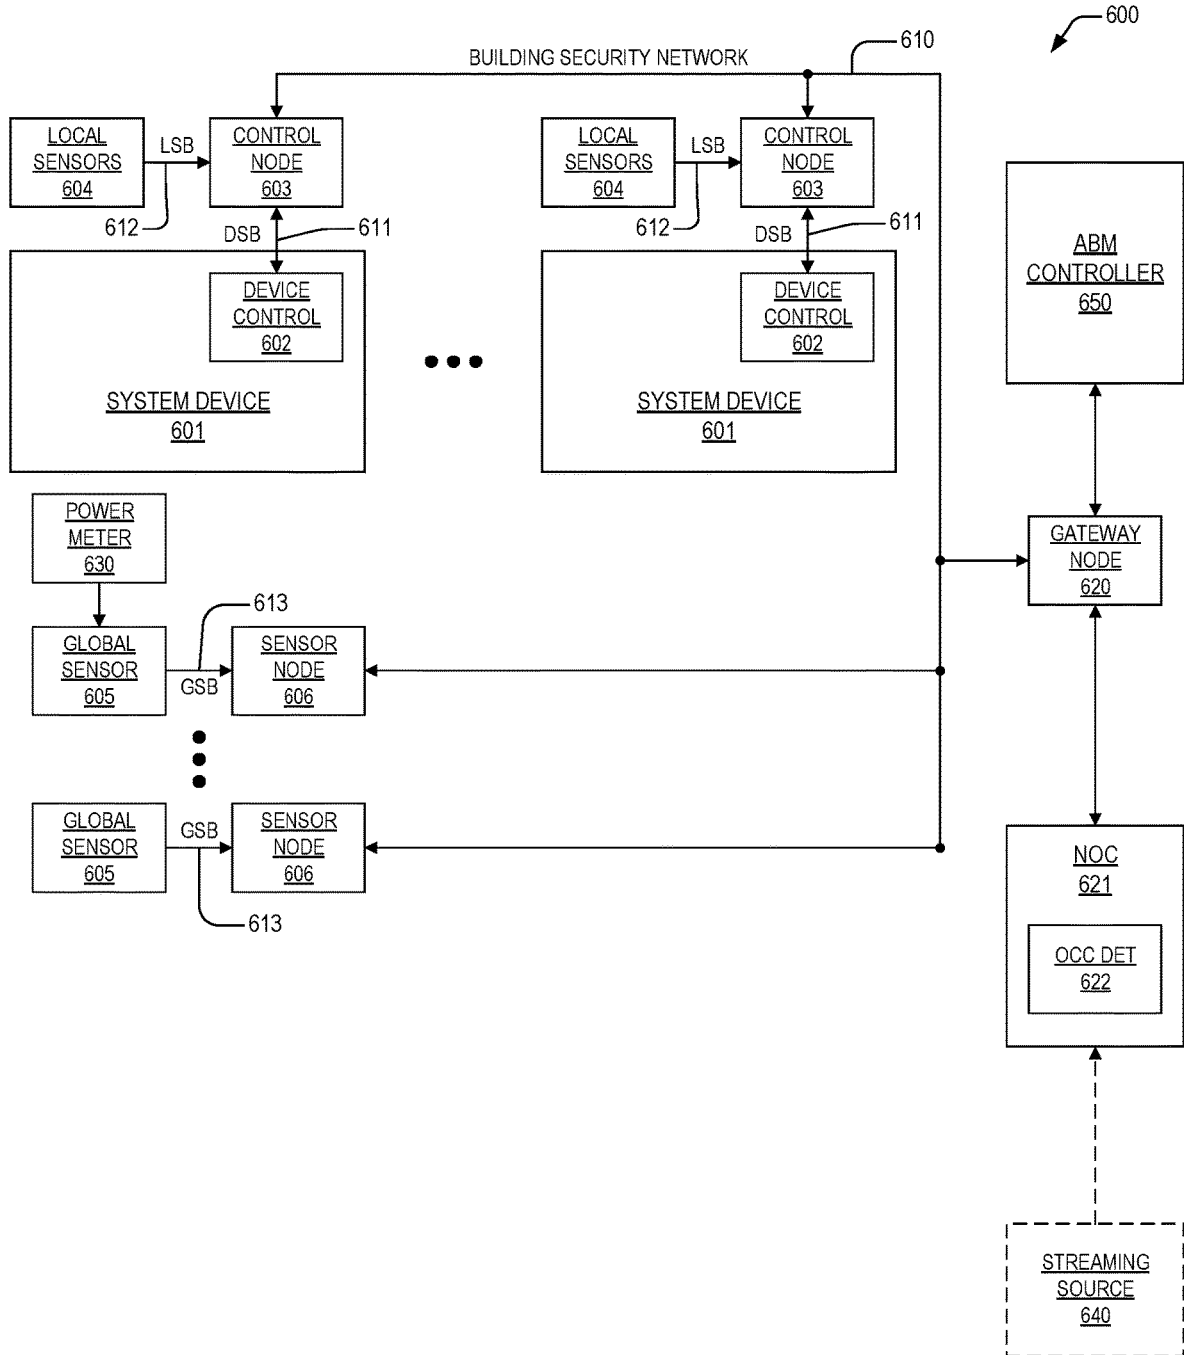 600
BUILDING SECURITY NETWORK
610
LOCAL
SENSORS
604
LSB
612
CONTROL
NODE
603
DSB
611
DEVICE
CONTROL
602
SYSTEM DEVICE
601
LOCAL
SENSORS
604
LSB
612
CONTROL
NODE
603
DSB
611
DEVICE
CONTROL
602
SYSTEM DEVICE
601
ABM
CONTROLLER
650
POWER
METER
630
GATEWAY
NODE
620
GLOBAL
SENSOR
605
613
GSB
SENSOR
NODE
606
GLOBAL
SENSOR
605
GSB
613
SENSOR
NODE
606
NOC
621
OCC DET
622
STREAMING
SOURCE
640